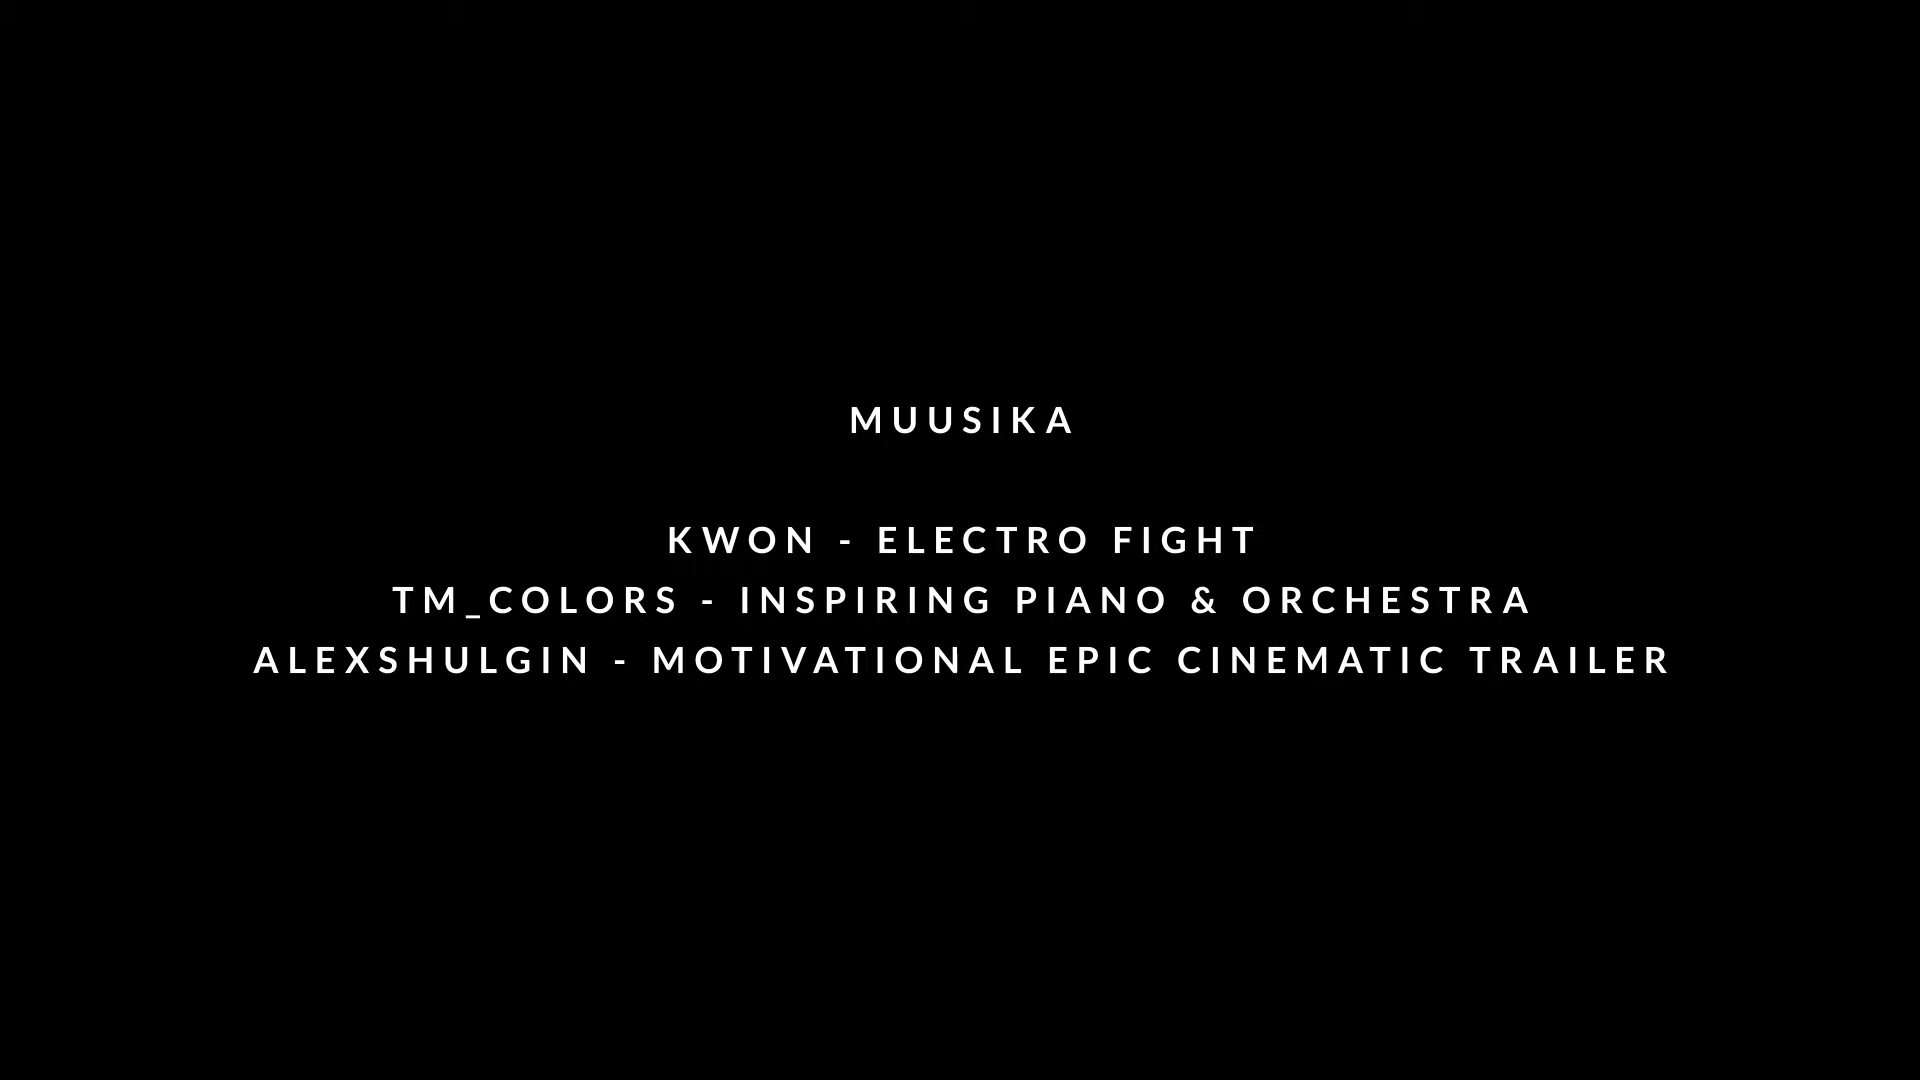 MUUSIKA
KWON - ELECTRO FIGHT
TM_COLORS - INSPIRING PIANO & ORCHESTRA
ALEXSHULGIN - MOTIVATIONAL EPIC CINEMATIC TRAILER